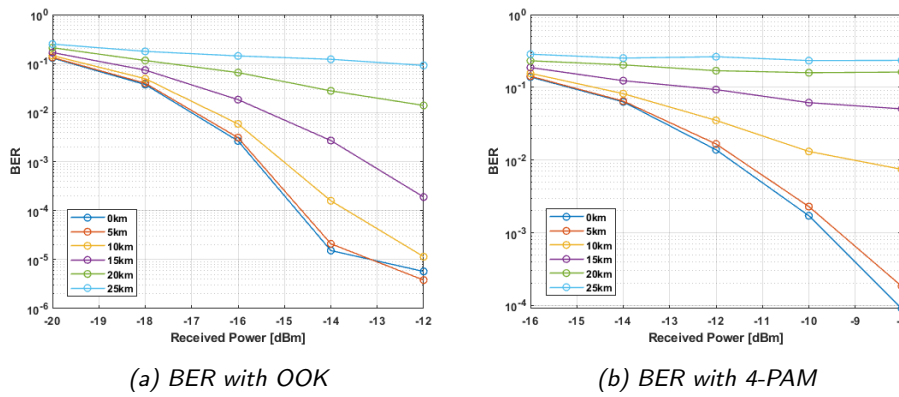 10^0
10^-1
10^-2
10^-3
10^-4
10^-5
10^-6
BER
0km
5km
10km
15km
20km
25km
-20 -19 -18 -17 -16 -15 -14 -13 -12
Received Power [dBm]
(a) BER with OOK
10^0
10^-1
10^-2
10^-3
10^-4
BER
0km
5km
10km
15km
20km
25km
-16 -15 -14 -13 -12 -11 -10 -9
Received Power [dBm]
(b) BER with 4-PAM